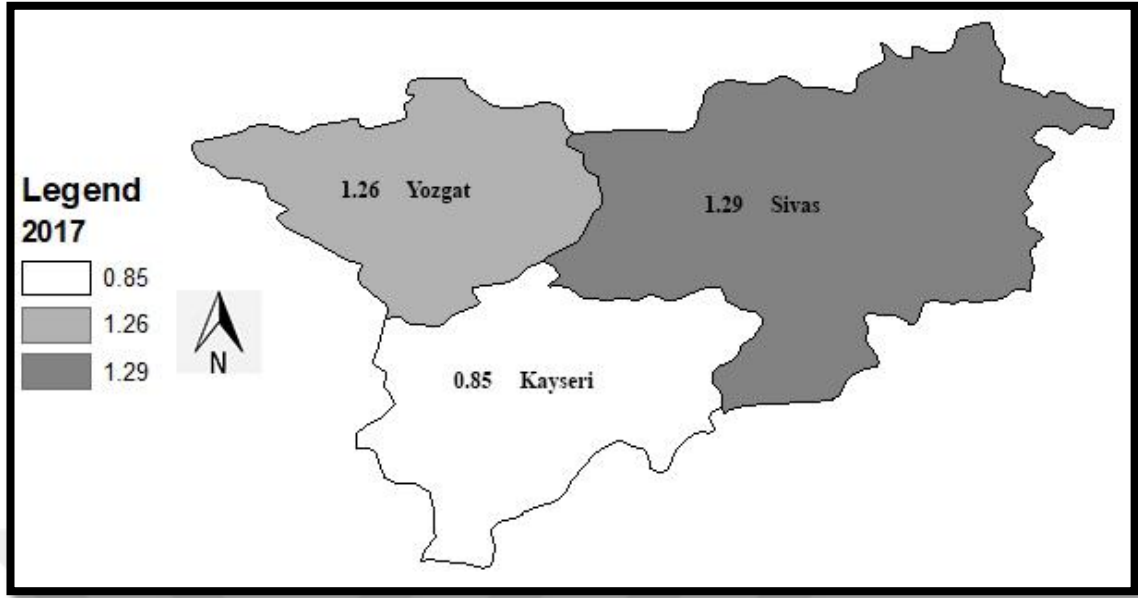 Legend
2017
0.85
1.26
1.29
N
1.26 Yozgat
1.29 Sivas
0.85 Kayseri